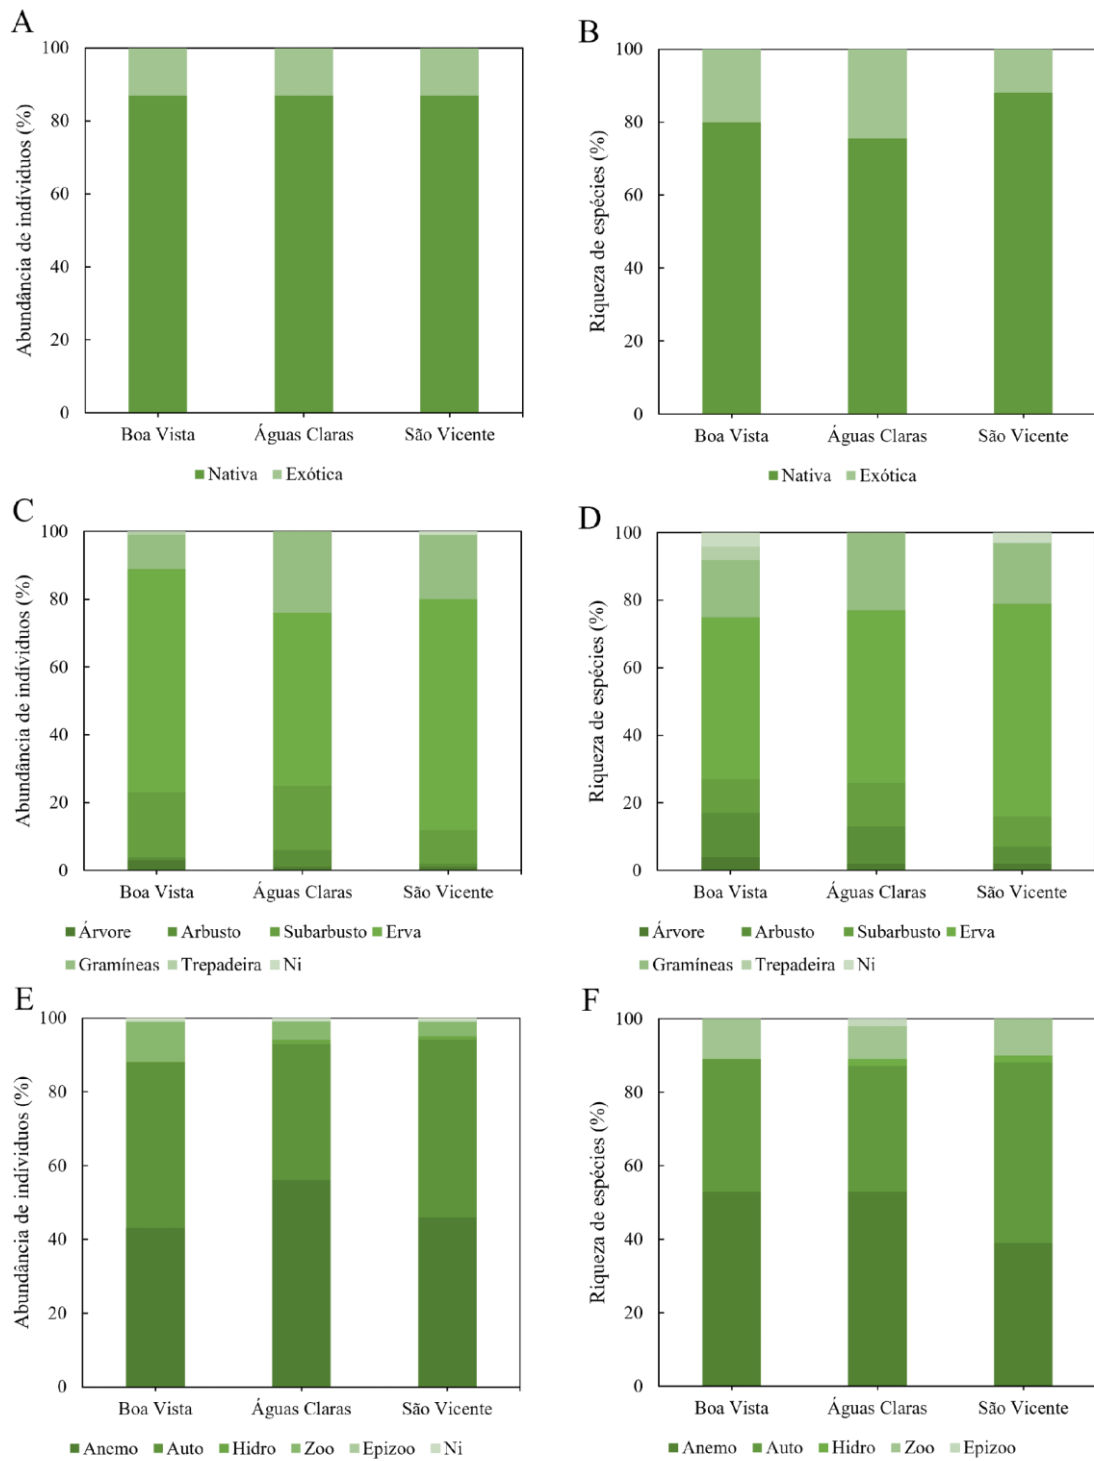 A
Abundância de indíviduos (%)
100
80
60
40
20
0
Boa Vista Águas Claras São Vicente
Nativa Exótica
B
Riqueza de espécies (%)
100
80
60
40
20
0
Boa Vista Águas Claras São Vicente
Nativa Exótica
C
Abundância de indíviduos (%)
100
80
60
40
20
0
Boa Vista Águas Claras São Vicente
Árvore Arbusto Subarbusto Erva
Gramíneas Trepadeira Ni
D
Riqueza de espécies (%)
100
80
60
40
20
0
Boa Vista Águas Claras São Vicente
Árvore Arbusto Subarbusto Erva
Gramíneas Trepadeira Ni
E
Abundância de indíviduos (%)
100
80
60
40
20
0
Boa Vista Águas Claras São Vicente
Anemo Auto Hidro Zoo Epizoo Ni
F
Riqueza de espécies (%)
100
80
60
40
20
0
Boa Vista Águas Claras São Vicente
Anemo Auto Hidro Zoo Epizoo